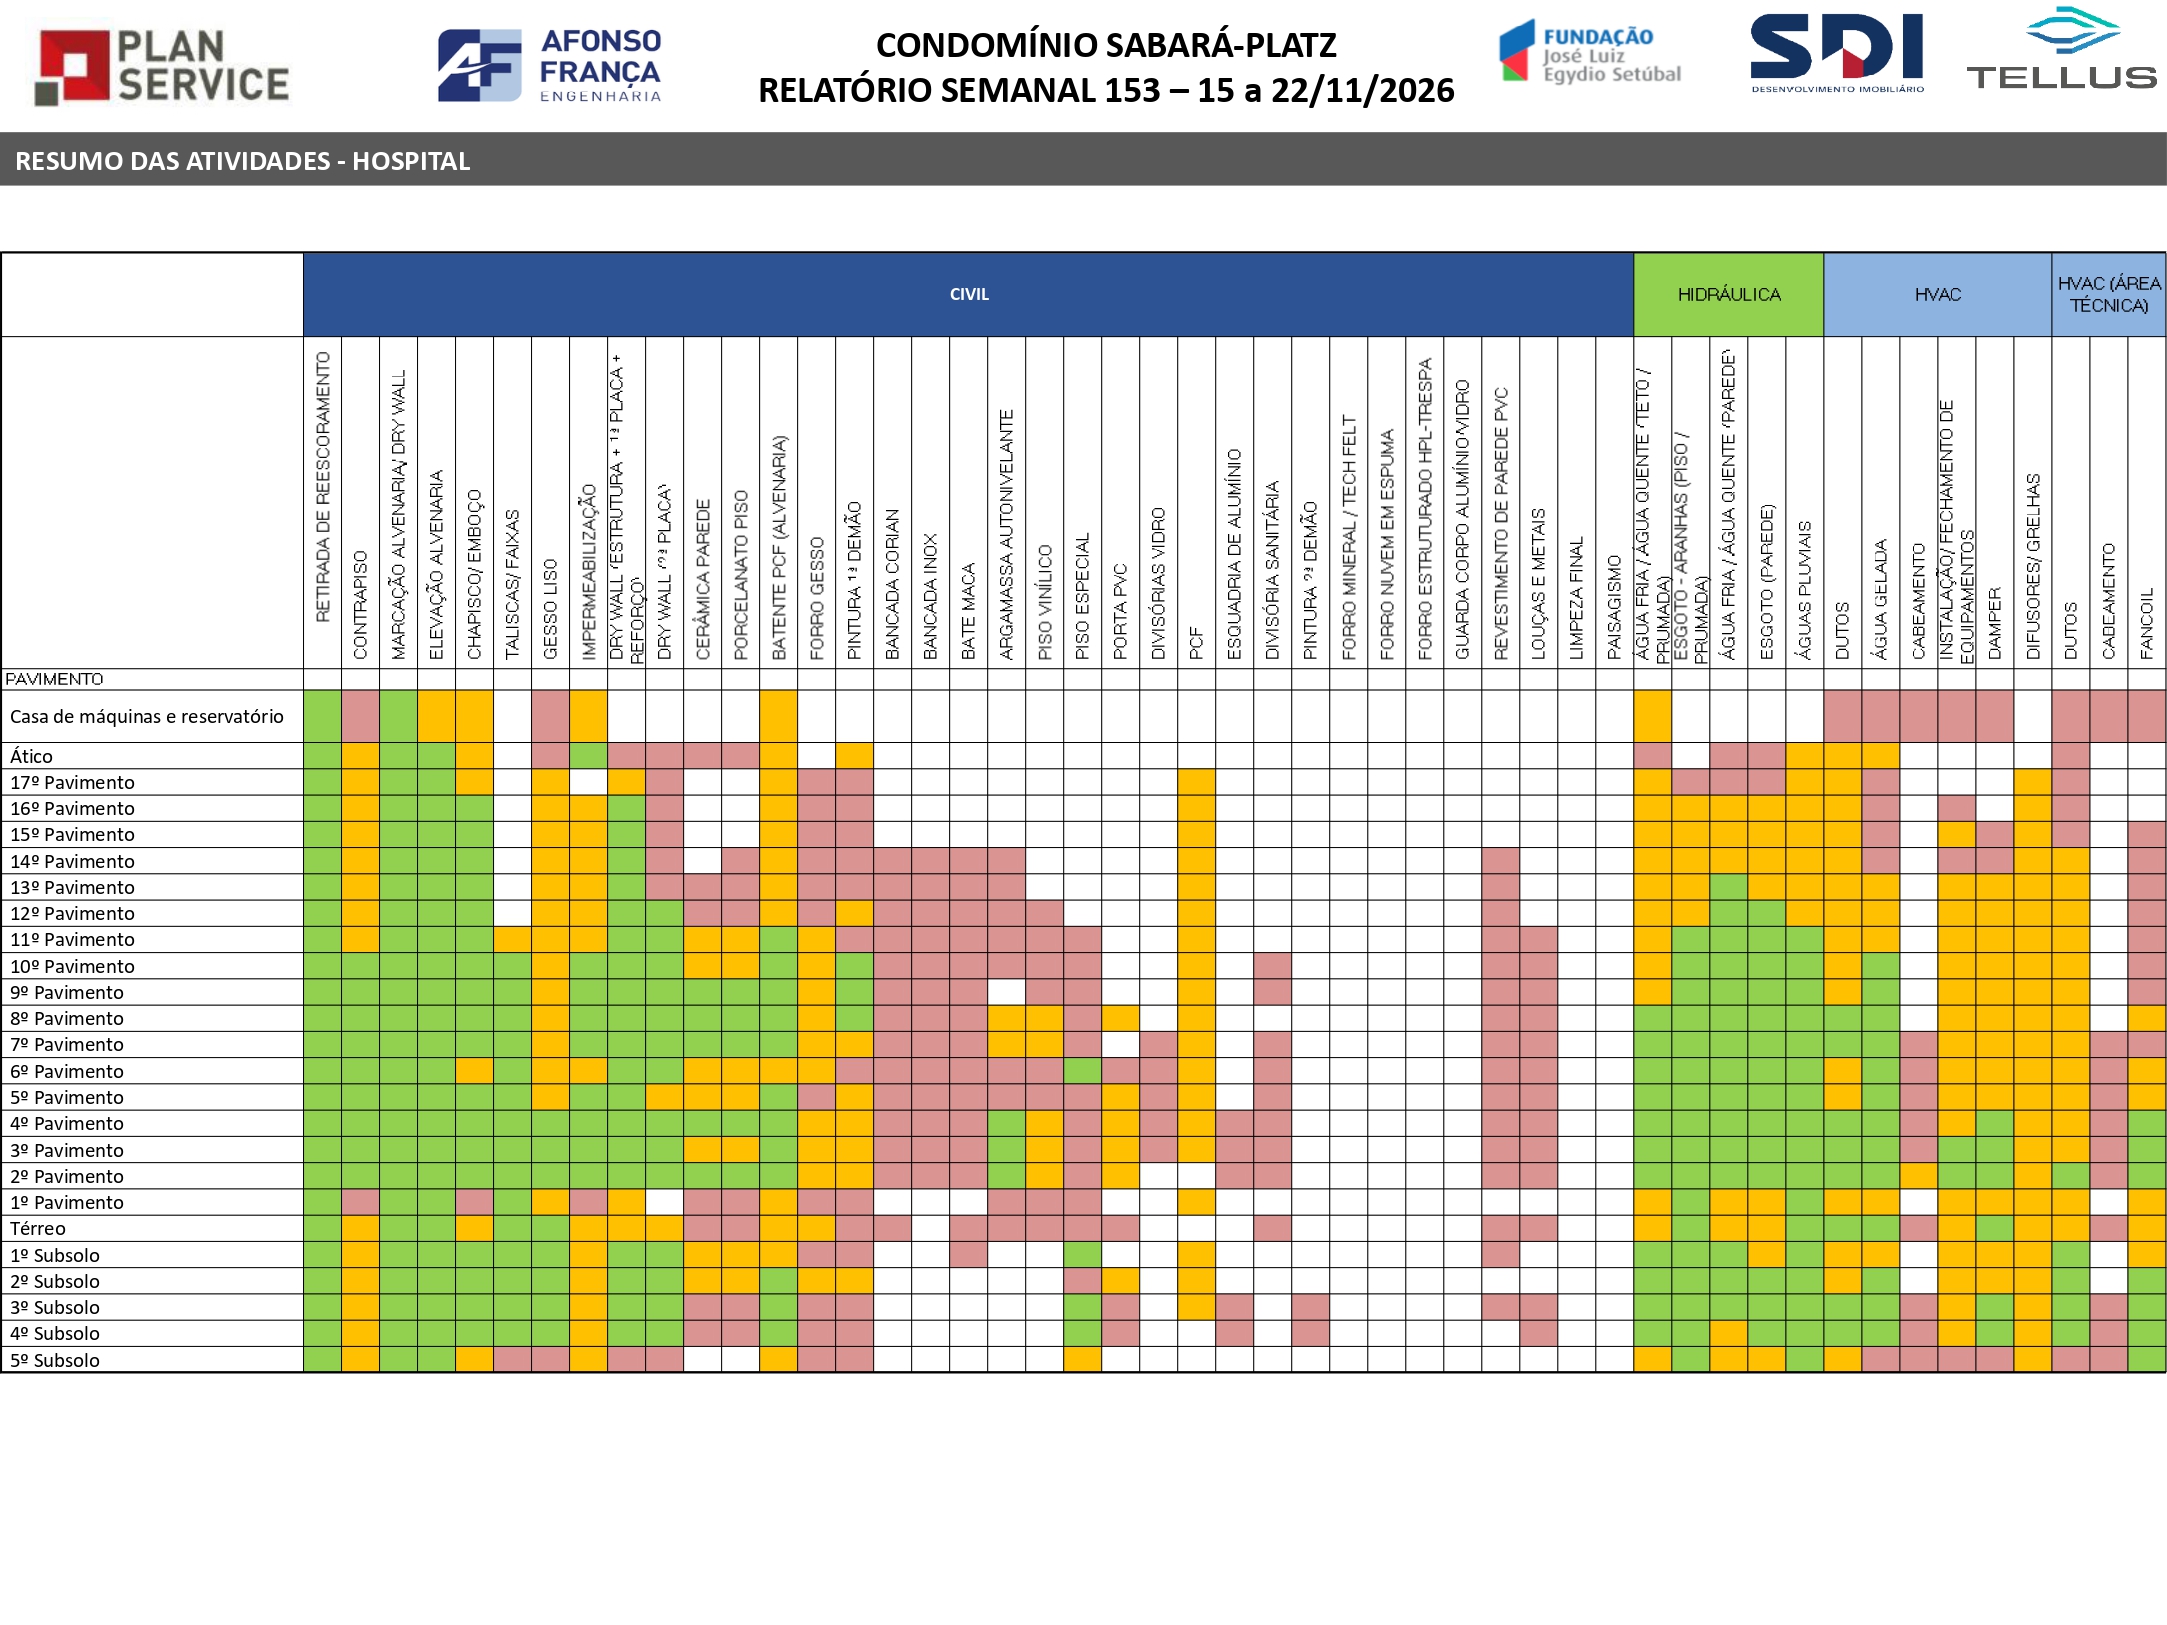 PLAN
SERVICE
AFONSO
FRANÇA
ENGENHARIA
CONDOMÍNIO SABARÁ-PLATZ
RELATÓRIO SEMANAL 153 – 15 a 22/11/2026
FUNDAÇÃO
José Luiz
Egydio Setúbal
SDI
DESENVOLVIMENTO IMOBILIÁRIO
TELLUS
RESUMO DAS ATIVIDADES - HOSPITAL
CIVIL
HIDRÁULICA
HVAC
HVAC (ÁREA
TÉCNICA)
RETIRADA DE REESCORAMENTO
CONTRAPISO
MARCAÇÃO ALVENARIA/ DRY WALL
ELEVAÇÃO ALVENARIA
CHAPISCO/ EMBOÇO
TALISCAS/ FAIXAS
GESSO LISO
IMPERMEABILIZAÇÃO
DRY WALL (ESTRUTURA + 1ª PLACA +
REFORÇO)
DRY WALL (2ª PLACA)
CERÂMICA PAREDE
PORCELANATO PISO
BATENTE PCF (ALVENARIA)
FORRO GESSO
PINTURA 1ª DEMÃO
BANCADA CORIAN
BANCADA INOX
BATE MACA
ARGAMASSA AUTONIVELANTE
PISO VINÍLICO
PISO ESPECIAL
PORTA PVC
DIVISÓRIAS VIDRO
PCF
ESQUADRIA DE ALUMÍNIO
DIVISÓRIA SANITÁRIA
PINTURA 2ª DEMÃO
FORRO MINERAL / TECH FELT
FORRO NUVEM EM ESPUMA
FORRO ESTRUTURADO HPL-TRESPA
GUARDA CORPO ALUMÍNIO/VIDRO
REVESTIMENTO DE PAREDE PVC
LOUÇAS E METAIS
LIMPEZA FINAL
PAISAGISMO
ÁGUA FRIA / ÁGUA QUENTE (TETO /
PRUMADA)
ESGOTO - ARANHAS (PISO /
PRUMADA)
ÁGUA FRIA / ÁGUA QUENTE (PAREDE)
ESGOTO (PAREDE)
ÁGUAS PLUVIAIS
DUTOS
ÁGUA GELADA
CABEAMENTO
INSTALAÇÃO/ FECHAMENTO DE
EQUIPAMENTOS
DAMPER
DIFUSORES/ GRELHAS
DUTOS
CABEAMENTO
FANCOIL
PAVIMENTO
Casa de máquinas e reservatório
Ático
17º Pavimento
16º Pavimento
15º Pavimento
14º Pavimento
13º Pavimento
12º Pavimento
11º Pavimento
10º Pavimento
9º Pavimento
8º Pavimento
7º Pavimento
6º Pavimento
5º Pavimento
4º Pavimento
3º Pavimento
2º Pavimento
1º Pavimento
Térreo
1º Subsolo
2º Subsolo
3º Subsolo
4º Subsolo
5º Subsolo